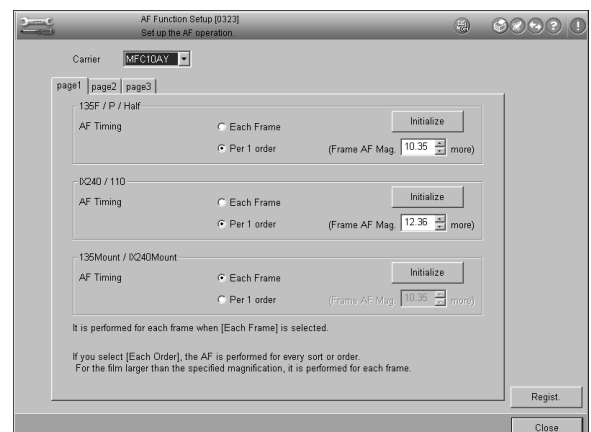 AF Function Setup [0323]
Set up the AF operation.
Carrier MFC10AY
page1 page2 page3
135F / P / Half
AF Timing Each Frame Initialize
Per 1 order (Frame AF Mag. 10.35 more)
IX240 / 110
AF Timing Each Frame Initialize
Per 1 order (Frame AF Mag. 12.36 more)
135Mount / IX240Mount
AF Timing Each Frame Initialize
Per 1 order (Frame AF Mag. 10.35 more)
It is performed for each frame when [Each Frame] is selected.
If you select [Each Order], the AF is performed for every sort or order.
For the film larger than the specified magnification, it is performed for each frame.
Regist.
Close